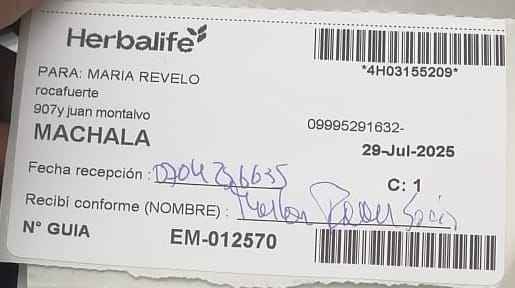 Herbalife
*4H03155209*
PARA: MARIA REVELO
rocafuerte
907y juan montalvo
09995291632-
MACHALA
29-Jul-2025
Fecha recepción :
C: 1
Recibi conforme (NOMBRE) :
N° GUIA EM-012570